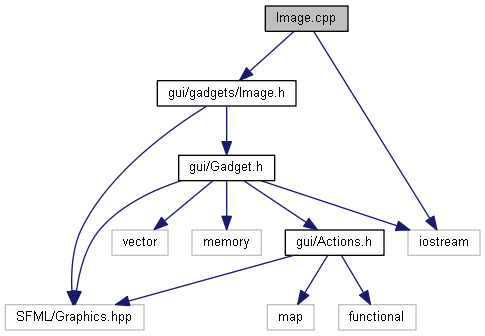 Image.cpp
gui/gadgets/Image.h
gui/Gadget.h
vector
memory
gui/Actions.h
iostream
SFML/Graphics.hpp
map
functional